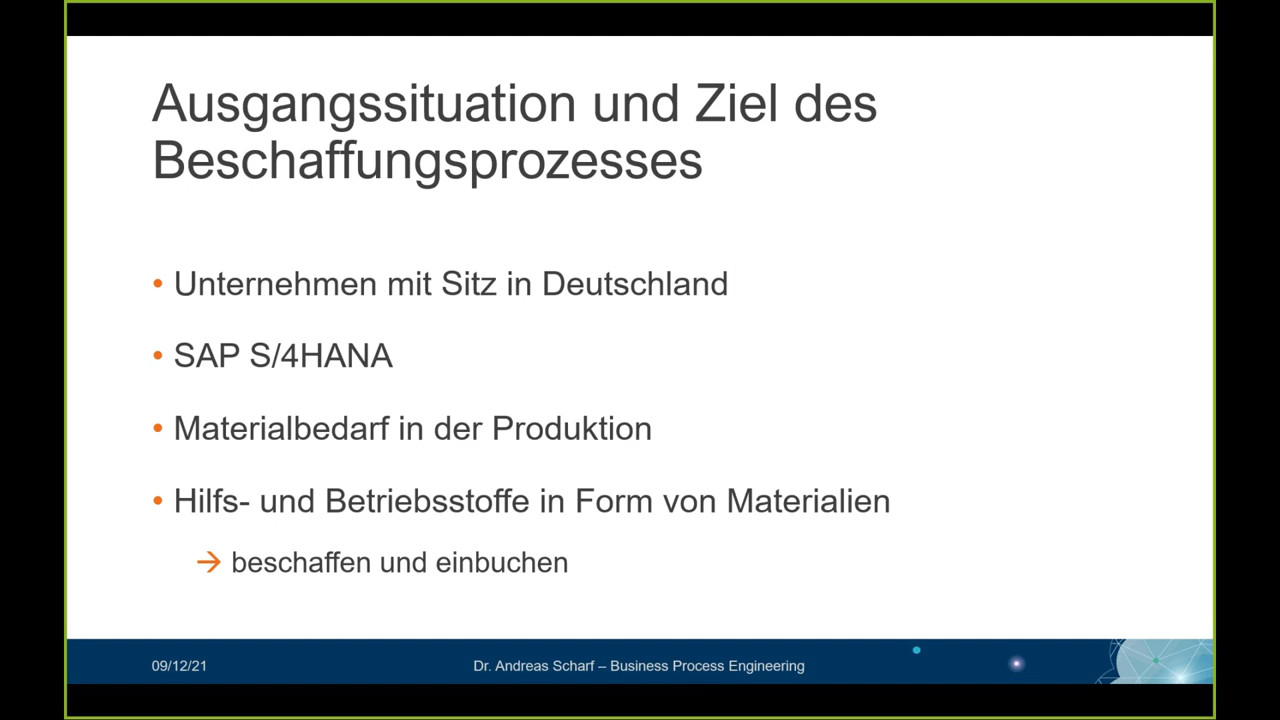 Ausgangssituation und Ziel des
Beschaffungsprozesses
• Unternehmen mit Sitz in Deutschland
• SAP S/4HANA
• Materialbedarf in der Produktion
• Hilfs- und Betriebsstoffe in Form von Materialien
→ beschaffen und einbuchen
09/12/21
Dr. Andreas Scharf – Business Process Engineering